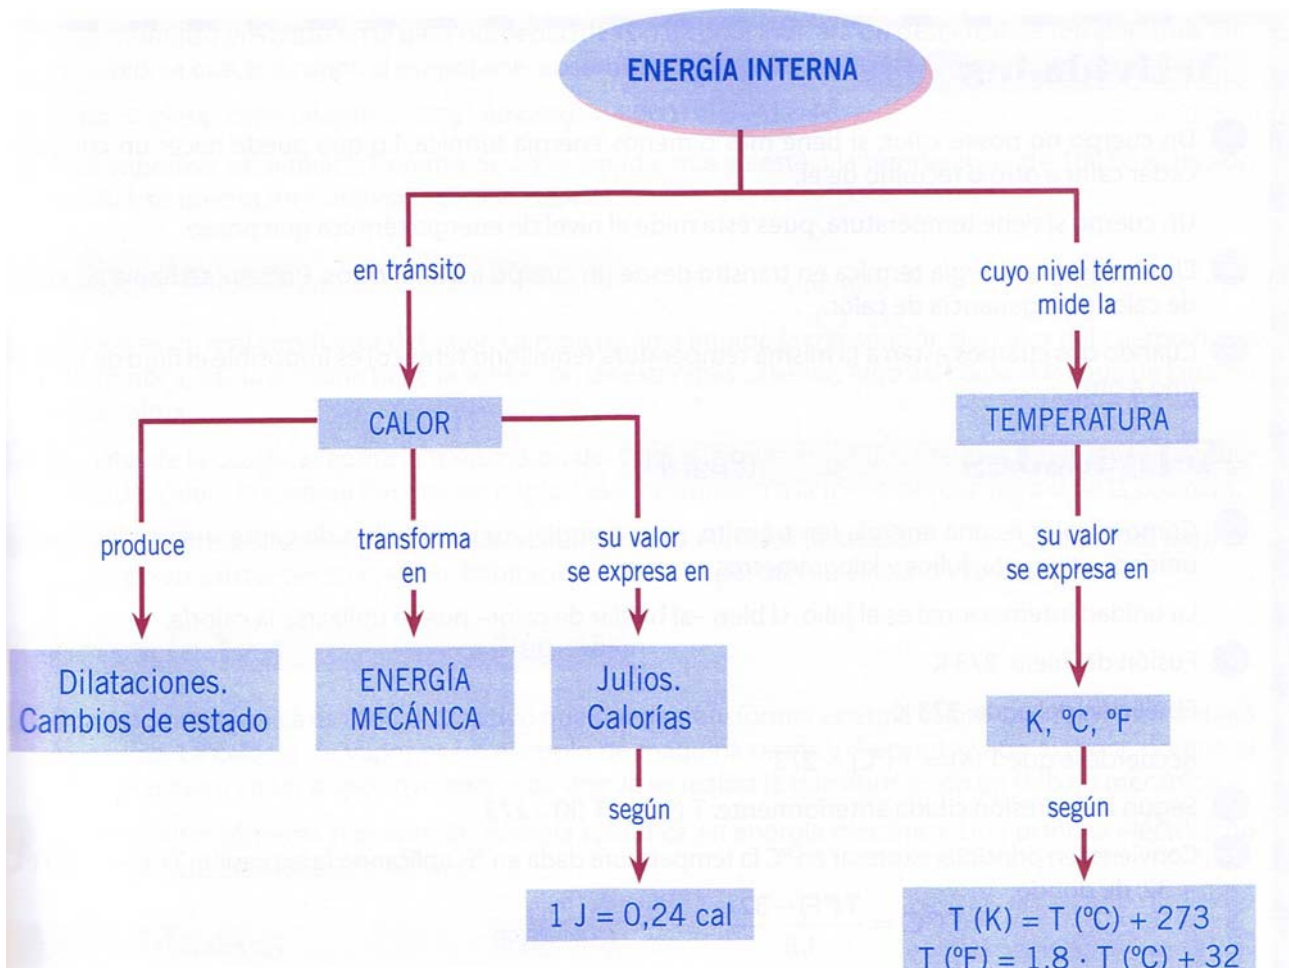 ENERGÍA INTERNA
en tránsito
cuyo nivel térmico
mide la
CALOR
TEMPERATURA
produce
transforma
en
su valor
se expresa en
su valor
se expresa en
Dilataciones.
Cambios de estado
ENERGÍA
MECÁNICA
Julios.
Calorías
K, ºC, ºF
según
según
1 J = 0,24 cal
T (K) = T (ºC) + 273
T (ºF) = 1,8 · T (ºC) + 32